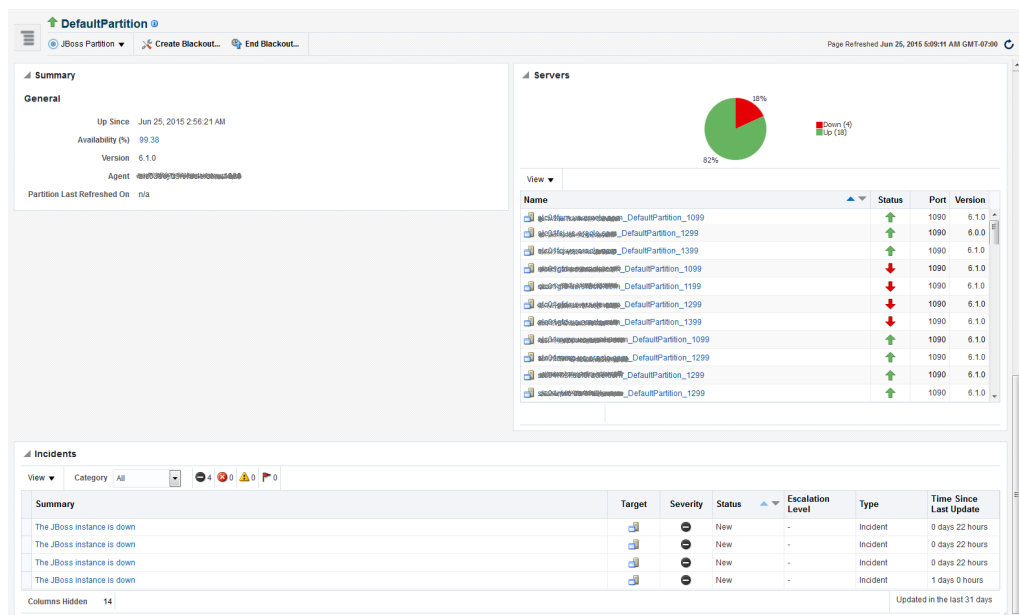 DefaultPartition
JBoss Partition Create Blackout... End Blackout...
Page Refreshed Jun 25, 2015 5:09:11 AM GMT-07:00
Summary
General
Up Since Jun 25, 2015 2:56:21 AM
Availability (%) 99.38
Version 6.1.0
Agent
Partition Last Refreshed On n/a
Servers
18%
82%
Down (4)
Up (18)
View
Name Status Port Version
_DefaultPartition_1099 1090 6.1.0
_DefaultPartition_1299 1090 6.0.0
_DefaultPartition_1399 1090 6.1.0
_DefaultPartition_1099 1090 6.1.0
_DefaultPartition_1199 1090 6.1.0
_DefaultPartition_1299 1090 6.1.0
_DefaultPartition_1399 1090 6.1.0
_DefaultPartition_1099 1090 6.1.0
_DefaultPartition_1299 1090 6.1.0
_DefaultPartition_1299 1090 6.1.0
_DefaultPartition_1299 1090 6.1.0
Incidents
View Category All 4 0 0 0
Summary Target Severity Status Escalation Level Type Time Since Last Update
The JBoss instance is down New - Incident 0 days 22 hours
The JBoss instance is down New - Incident 0 days 22 hours
The JBoss instance is down New - Incident 0 days 22 hours
The JBoss instance is down New - Incident 1 days 0 hours
Columns Hidden 14
Updated in the last 31 days